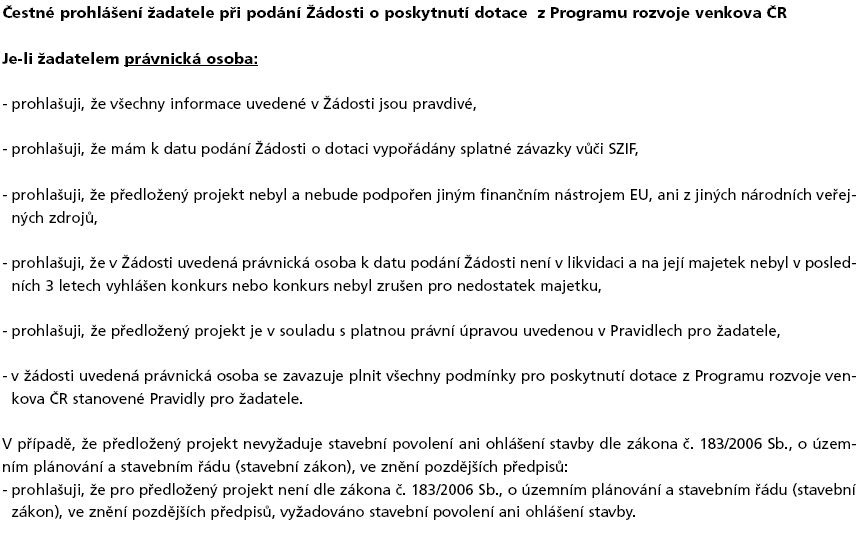 Čestné prohlášení žadatele při podání Žádosti o poskytnutí dotace  z Programu rozvoje venkova ČR
Je-li žadatelem právnická osoba:
- prohlašuji, že všechny informace uvedené v Žádosti jsou pravdivé,
- prohlašuji, že mám k datu podání Žádosti o dotaci vypořádány splatné závazky vůči SZIF,
- prohlašuji, že předložený projekt nebyl a nebude podpořen jiným finančním nástrojem EU, ani z jiných národních veřej-
ných zdrojů,
- prohlašuji, že v Žádosti uvedená právnická osoba k datu podání Žádosti není v likvidaci a na její majetek nebyl v posled-
ních 3 letech vyhlášen konkurs nebo konkurs nebyl zrušen pro nedostatek majetku,
- prohlašuji, že předložený projekt je v souladu s platnou právní úpravou uvedenou v Pravidlech pro žadatele,
- v žádosti uvedená právnická osoba se zavazuje plnit všechny podmínky pro poskytnutí dotace z Programu rozvoje ven-
kova ČR stanovené Pravidly pro žadatele.
V případě, že předložený projekt nevyžaduje stavební povolení ani ohlášení stavby dle zákona č. 183/2006 Sb., o územ-
ním plánování a stavebním řádu (stavební zákon), ve znění pozdějších předpisů:
- prohlašuji, že pro předložený projekt není dle zákona č. 183/2006 Sb., o územním plánování a stavebním řádu (stavební
zákon), ve znění pozdějších předpisů, vyžadováno stavební povolení ani ohlášení stavby.